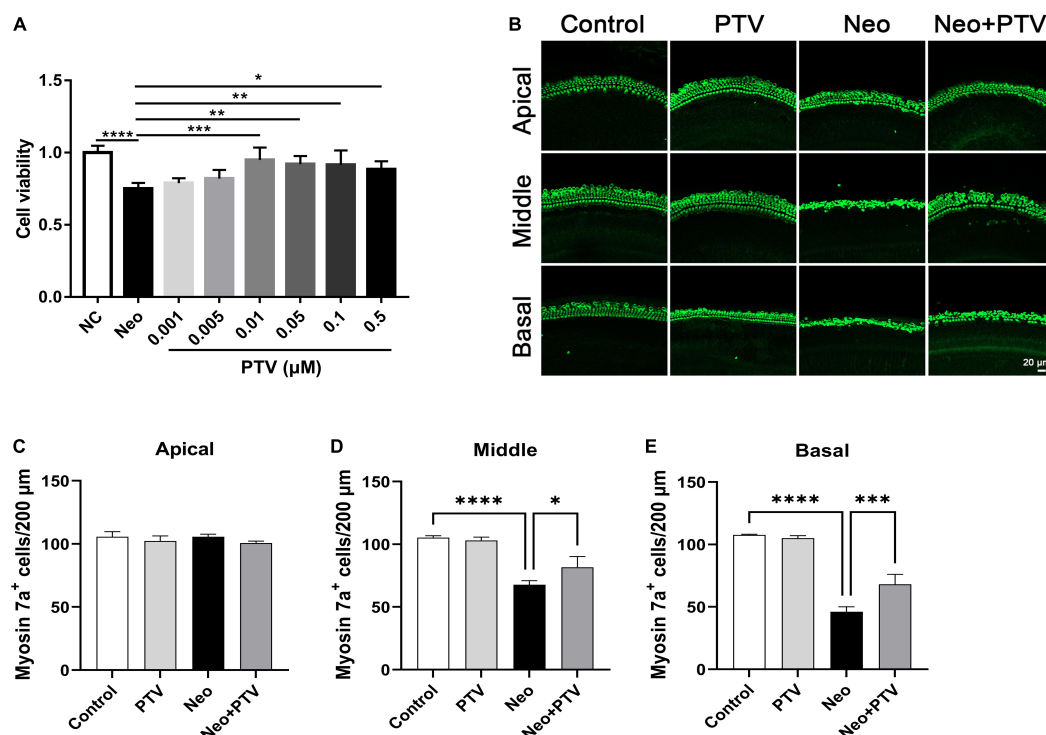 A
Cell viability
1.5
1.0
0.5
0.0
*
**
**
***
****
NC
Neo
0.001
0.005
0.01
0.05
0.1
0.5
PTV (µM)
B
Control
PTV
Neo
Neo+PTV
Apical
Middle
Basal
20 µm
C
Apical
Myosin 7a⁺ cells/200 µm
150
100
50
0
Control
PTV
Neo
Neo+PTV
D
Middle
Myosin 7a⁺ cells/200 µm
150
100
50
0
****
*
Control
PTV
Neo
Neo+PTV
E
Basal
Myosin 7a⁺ cells/200 µm
150
100
50
0
****
***
Control
PTV
Neo
Neo+PTV